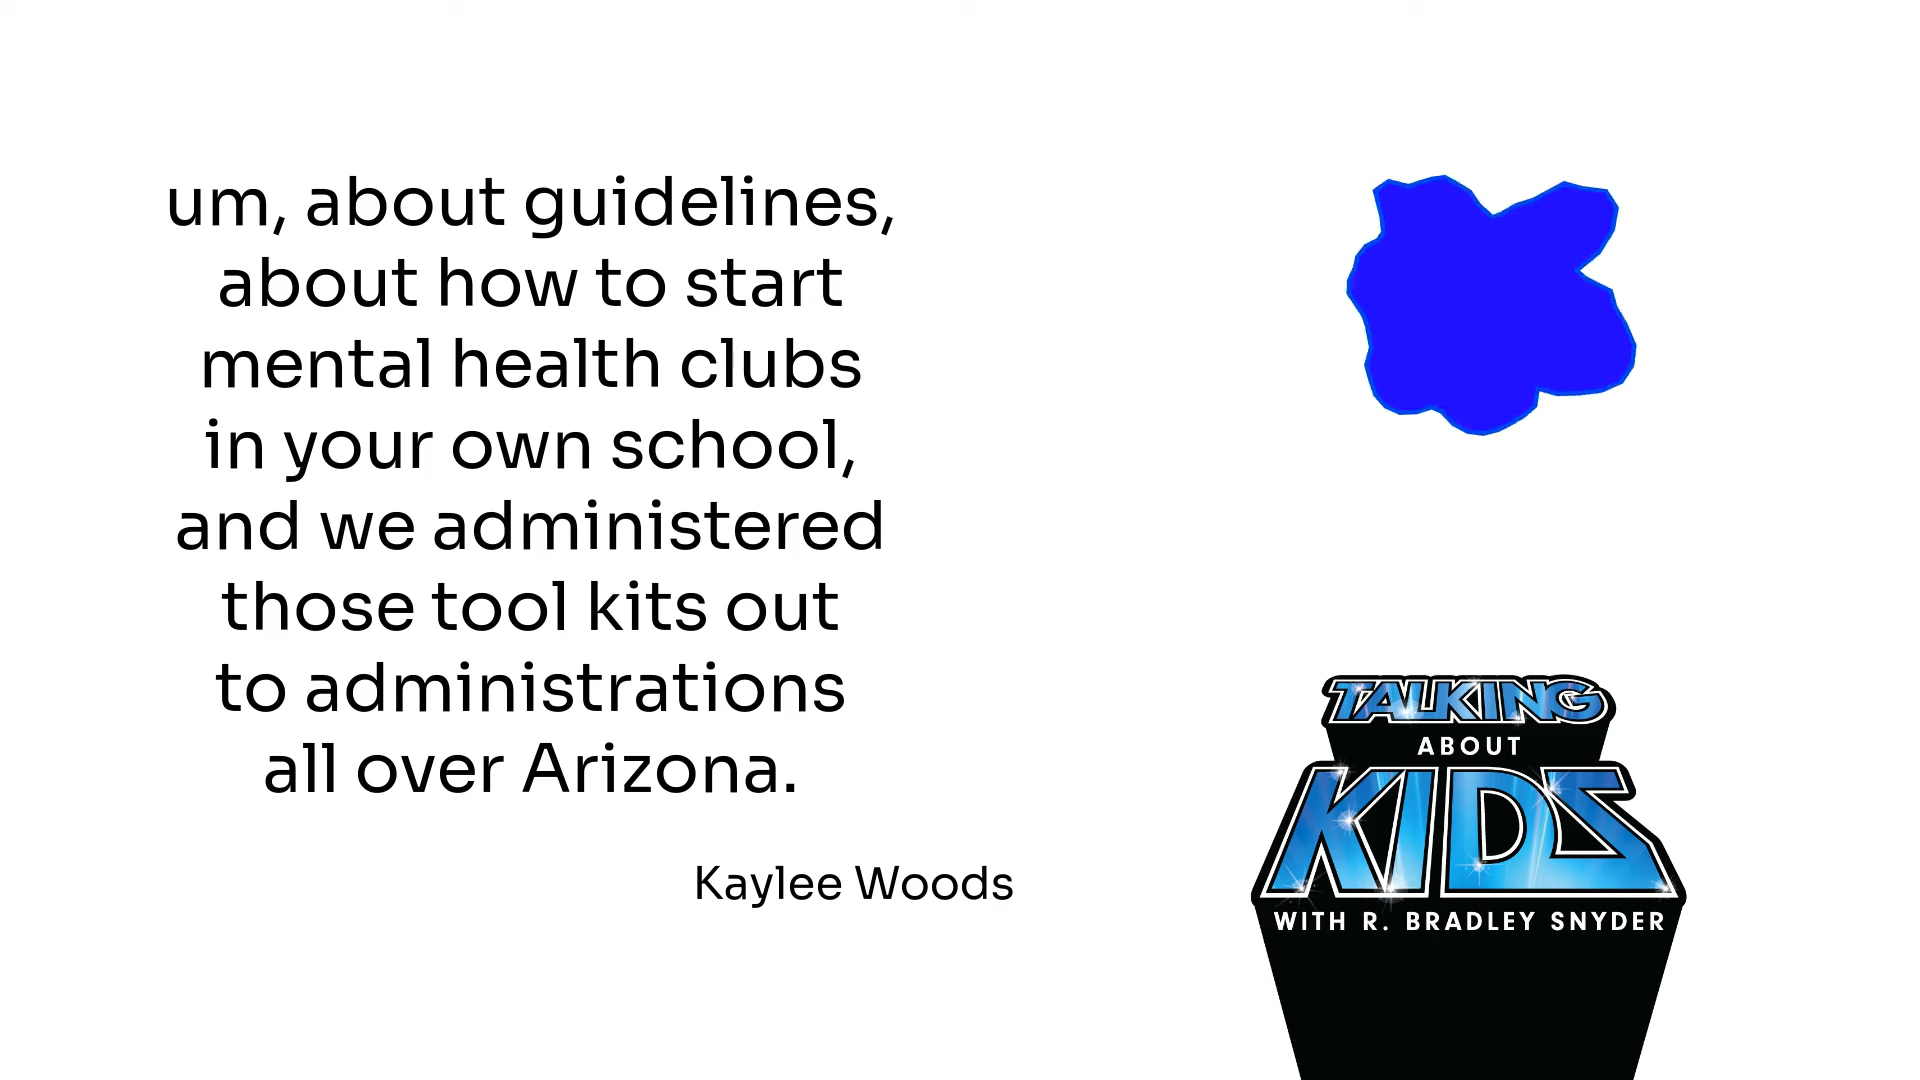 um, about guidelines,
about how to start
mental health clubs
in your own school,
and we administered
those tool kits out
to administrations
all over Arizona.
Kaylee Woods
TALKING
ABOUT
KIDS
WITH R. BRADLEY SNYDER